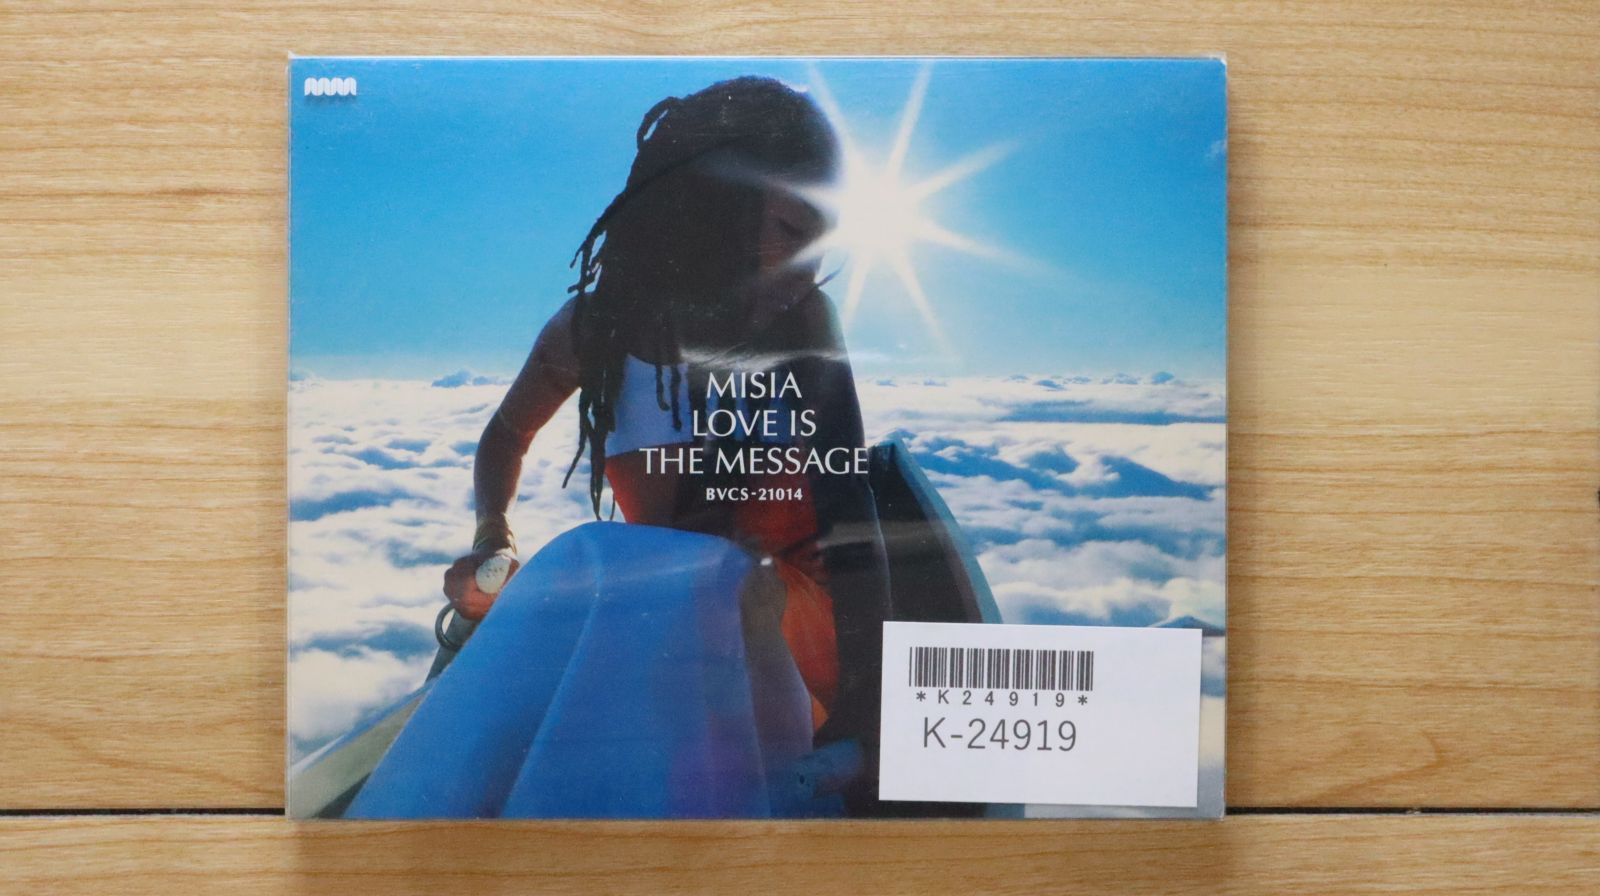 MISIA
LOVE IS
THE MESSAGE
BVCS-21014
*K24919*
K-24919